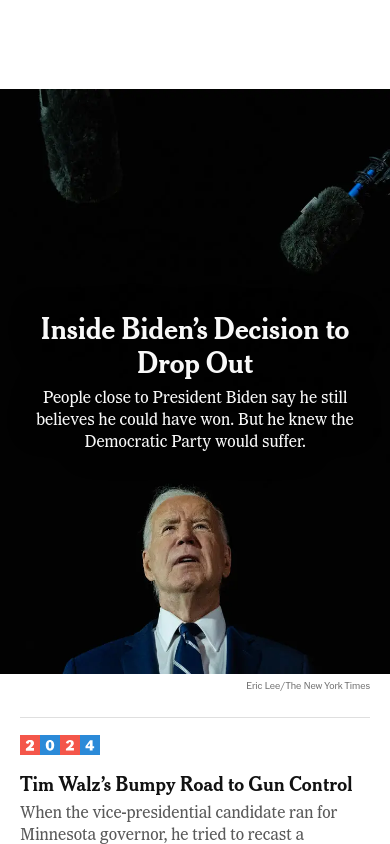 Inside Biden's Decision to
Drop Out
People close to President Biden say he still
believes he could have won. But he knew the
Democratic Party would suffer.
Eric Lee/The New York Times
2024
Tim Walz's Bumpy Road to Gun Control
When the vice-presidential candidate ran for
Minnesota governor, he tried to recast a